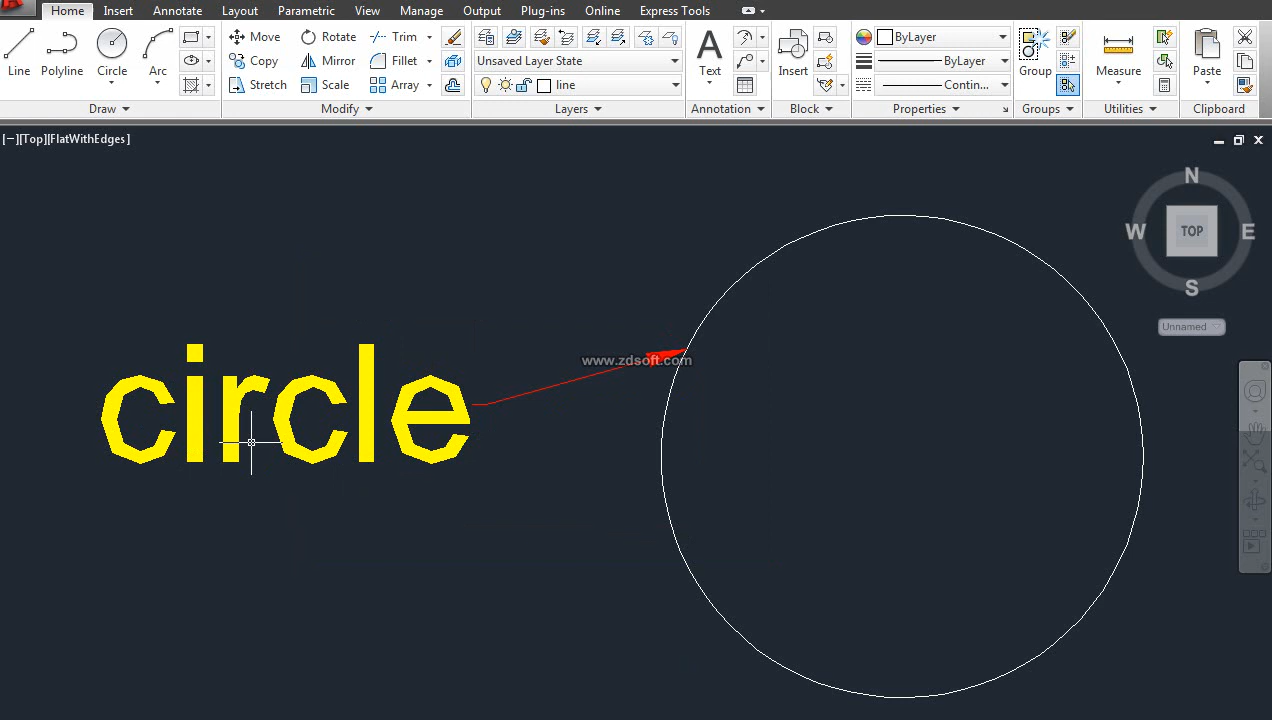 Home Insert Annotate Layout Parametric View Manage Output Plug-ins Online Express Tools
Line Polyline Circle Arc
Move Rotate Trim
Copy Mirror Fillet
Stretch Scale Array
Unsaved Layer State
line
Text
Insert
ByLayer
ByLayer
Contin...
Group
Measure
Paste
Draw Modify Layers Annotation Block Properties Groups Utilities Clipboard
[−][Top][FlatWithEdges]
N
W TOP E
S
Unnamed
circle
www.zdsoft.com